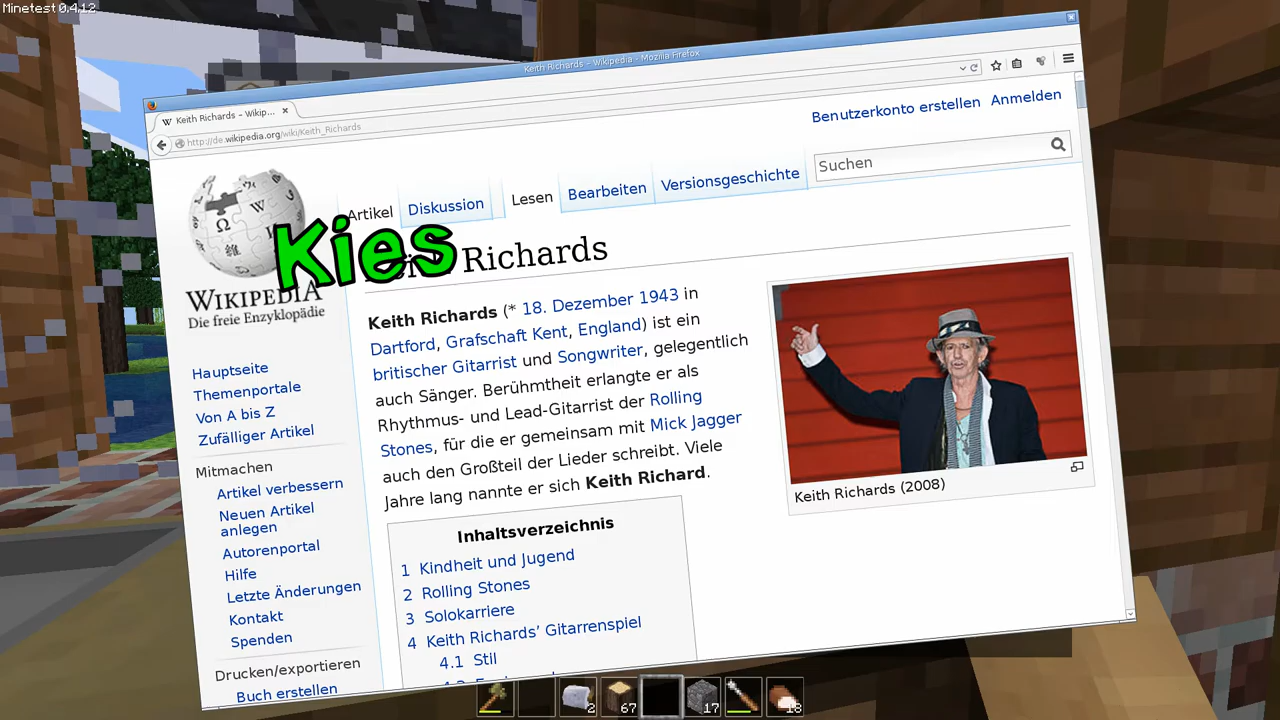 Minetest 0.4.12
Keith Richards – Wikipedia - Mozilla Firefox
Keith Richards – Wikip...
http://de.wikipedia.org/wiki/Keith_Richards
Benutzerkonto erstellen Anmelden
Artikel Diskussion Lesen Bearbeiten Versionsgeschichte Suchen
Kies Richards
WIKIPEDIA
Die freie Enzyklopädie
Hauptseite
Themenportale
Von A bis Z
Zufälliger Artikel
Mitmachen
Artikel verbessern
Neuen Artikel
anlegen
Autorenportal
Hilfe
Letzte Änderungen
Kontakt
Spenden
Drucken/exportieren
Buch erstellen
Keith Richards (* 18. Dezember 1943 in
Dartford, Grafschaft Kent, England) ist ein
britischer Gitarrist und Songwriter, gelegentlich
auch Sänger. Berühmtheit erlangte er als
Rhythmus- und Lead-Gitarrist der Rolling
Stones, für die er gemeinsam mit Mick Jagger
auch den Großteil der Lieder schreibt. Viele
Jahre lang nannte er sich Keith Richard.
Keith Richards (2008)
Inhaltsverzeichnis
1 Kindheit und Jugend
2 Rolling Stones
3 Solokarriere
4 Keith Richards’ Gitarrenspiel
4.1 Stil
2 67 17 18